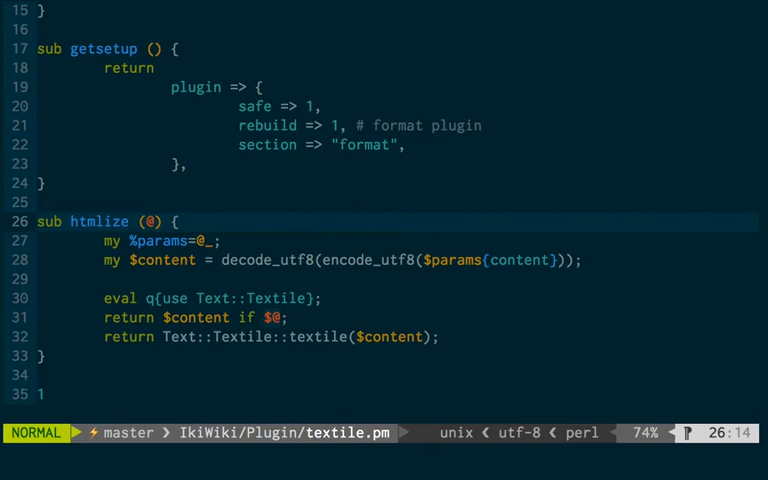 15 }
16
17 sub getsetup () {
18 return
19 plugin => {
20 safe => 1,
21 rebuild => 1, # format plugin
22 section => "format",
23 },
24 }
25
26 sub htmlize (@) {
27 my %params=@_;
28 my $content = decode_utf8(encode_utf8($params{content}));
29
30 eval q{use Text::Textile};
31 return $content if $@;
32 return Text::Textile::textile($content);
33 }
34
35 1
NORMAL ⚡master ❯ IkiWiki/Plugin/textile.pm unix ❮ utf-8 ❮ perl 74% 26:14